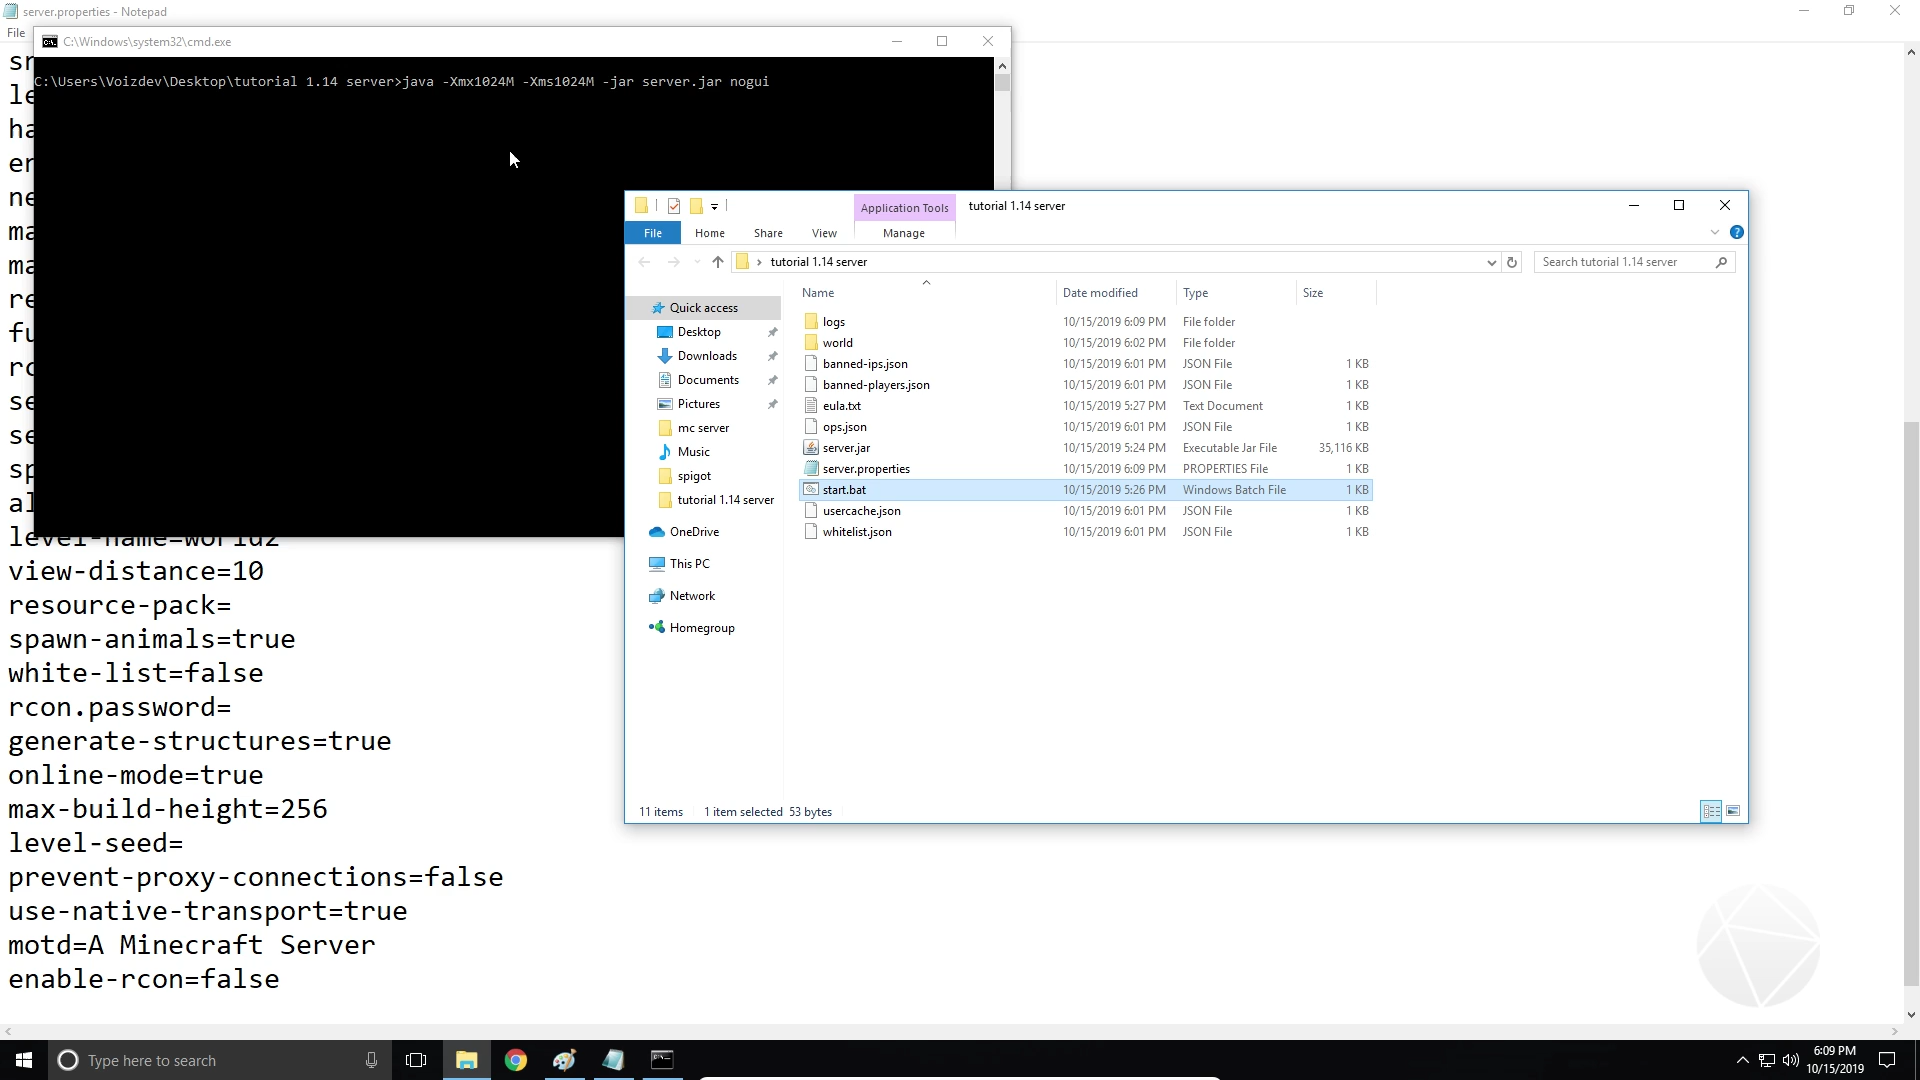 server.properties - Notepad
File
C:\Windows\system32\cmd.exe
C:\Users\Voizdev\Desktop\tutorial 1.14 server>java -Xmx1024M -Xms1024M -jar server.jar nogui
Application Tools
tutorial 1.14 server
File
Home
Share
View
Manage
tutorial 1.14 server
Search tutorial 1.14 server
Name
Date modified
Type
Size
Quick access
Desktop
Downloads
Documents
Pictures
mc server
Music
spigot
tutorial 1.14 server
OneDrive
This PC
Network
Homegroup
logs 10/15/2019 6:09 PM File folder
world 10/15/2019 6:02 PM File folder
banned-ips.json 10/15/2019 6:01 PM JSON File 1 KB
banned-players.json 10/15/2019 6:01 PM JSON File 1 KB
eula.txt 10/15/2019 5:27 PM Text Document 1 KB
ops.json 10/15/2019 6:01 PM JSON File 1 KB
server.jar 10/15/2019 5:24 PM Executable Jar File 35,116 KB
server.properties 10/15/2019 6:09 PM PROPERTIES File 1 KB
start.bat 10/15/2019 5:26 PM Windows Batch File 1 KB
usercache.json 10/15/2019 6:01 PM JSON File 1 KB
whitelist.json 10/15/2019 6:01 PM JSON File 1 KB
11 items 1 item selected 53 bytes
level-name=world2
view-distance=10
resource-pack=
spawn-animals=true
white-list=false
rcon.password=
generate-structures=true
online-mode=true
max-build-height=256
level-seed=
prevent-proxy-connections=false
use-native-transport=true
motd=A Minecraft Server
enable-rcon=false
Type here to search
6:09 PM
10/15/2019